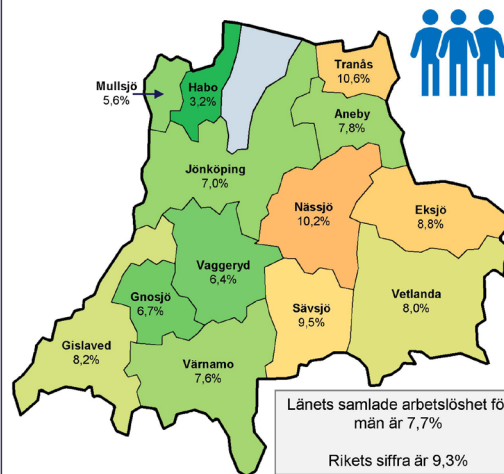 Tranås
10,6%
Mullsjö
5,6%
Habo
3,2%
Aneby
7,8%
Jönköping
7,0%
Nässjö
10,2%
Eksjö
8,8%
Vaggeryd
6,4%
Gnosjö
6,7%
Vetlanda
8,0%
Sävsjö
9,5%
Gislaved
8,2%
Värnamo
7,6%
Länets samlade arbetslöshet fö
män är 7,7%
Rikets siffra är 9,3%